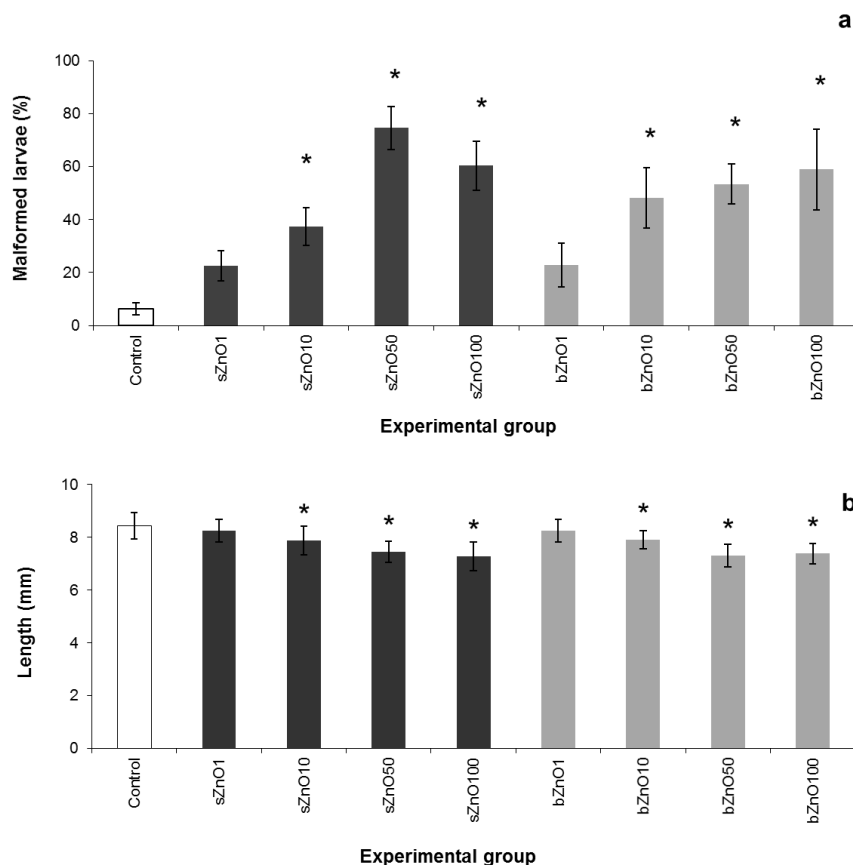 a
Malformed larvae (%)
100
80
60
40
20
0
*
*
*
*
*
*
*
Control
sZnO1
sZnO10
sZnO50
sZnO100
bZnO1
bZnO10
bZnO50
bZnO100
Experimental group
b
Length (mm)
10
8
6
4
2
0
*
*
*
*
*
*
Control
sZnO1
sZnO10
sZnO50
sZnO100
bZnO1
bZnO10
bZnO50
bZnO100
Experimental group